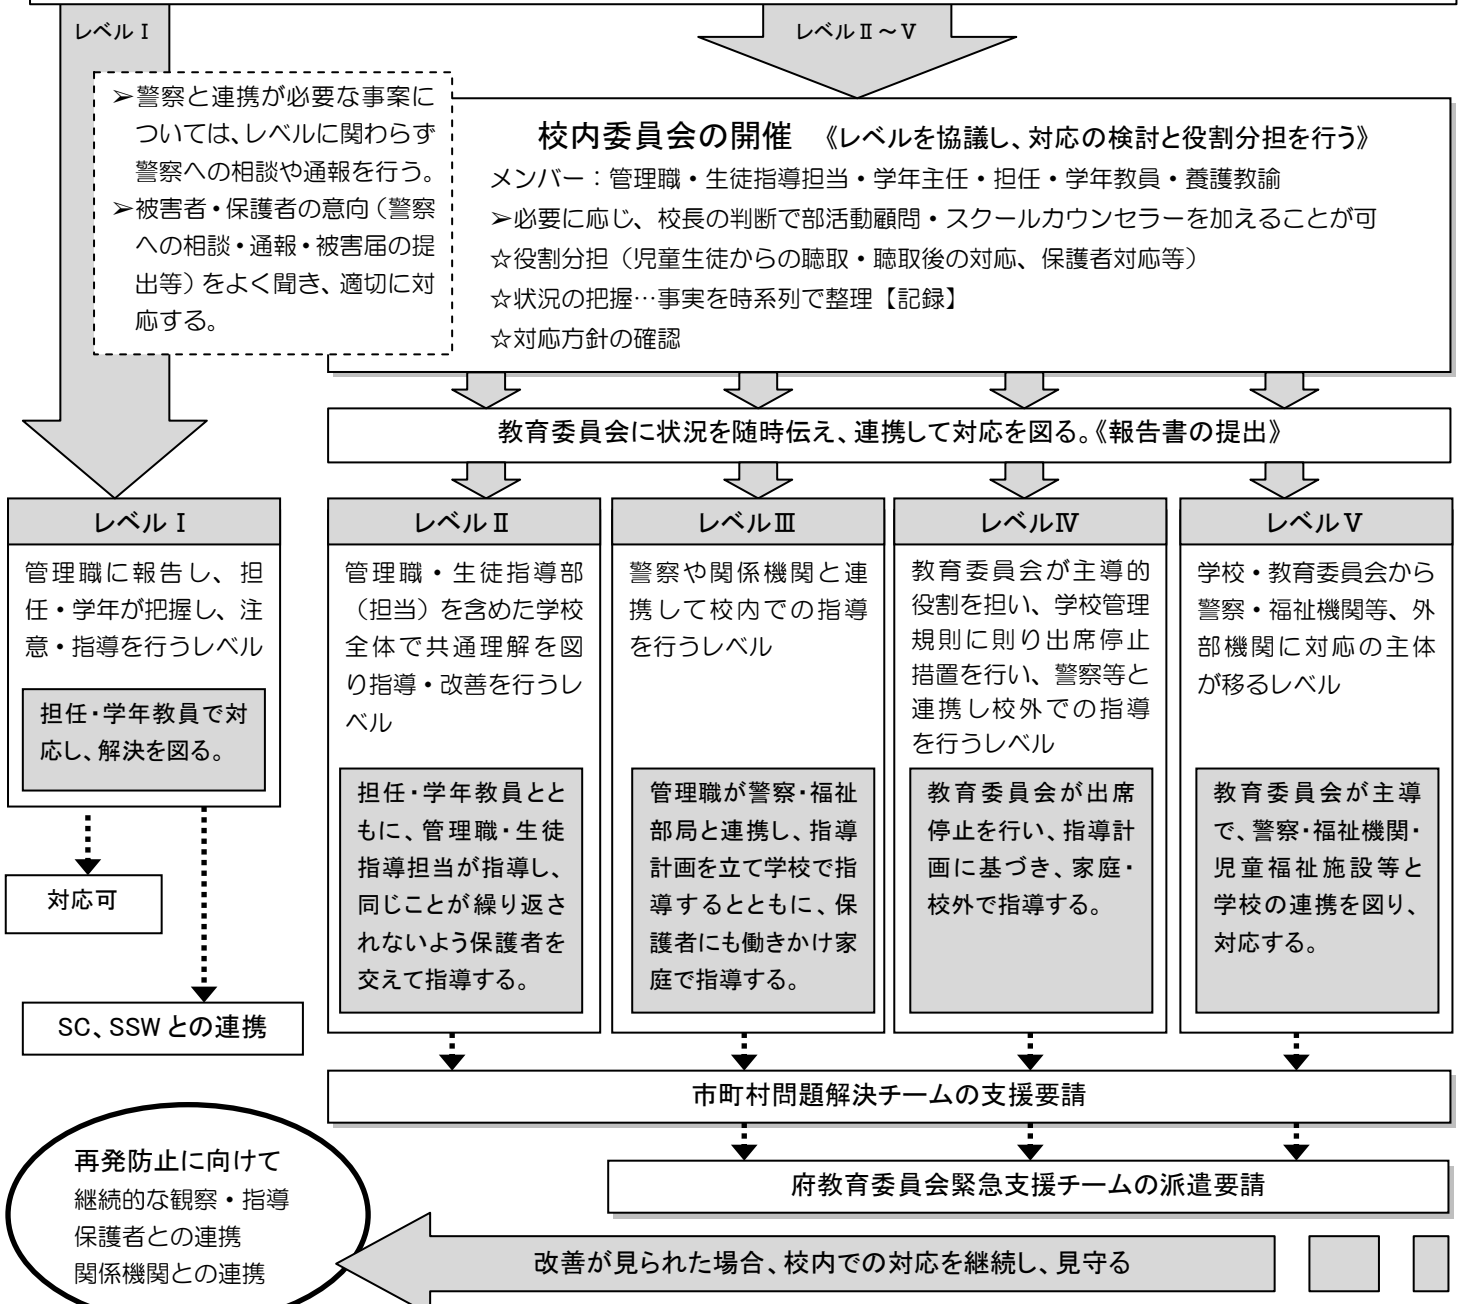 レベルⅠ
レベルⅡ～Ⅴ
➢警察と連携が必要な事案に
ついては、レベルに関わらず
警察への相談や通報を行う。
➢被害者・保護者の意向（警察
への相談・通報・被害届の提
出等）をよく聞き、適切に対
応する。
校内委員会の開催　《レベルを協議し、対応の検討と役割分担を行う》
メンバー：管理職・生徒指導担当・学年主任・担任・学年教員・養護教諭
➢必要に応じ、校長の判断で部活動顧問・スクールカウンセラーを加えることが可
☆役割分担（児童生徒からの聴取・聴取後の対応、保護者対応等）
☆状況の把握…事実を時系列で整理【記録】
☆対応方針の確認
教育委員会に状況を随時伝え、連携して対応を図る。《報告書の提出》
レベルⅠ
管理職に報告し、担
任・学年が把握し、注
意・指導を行うレベル
担任・学年教員で対
応し、解決を図る。
対応可
SC、SSWとの連携
レベルⅡ
管理職・生徒指導部
（担当）を含めた学校
全体で共通理解を図
り指導・改善を行うレ
ベル
担任・学年教員とと
もに、管理職・生徒
指導担当が指導し、
同じことが繰り返さ
れないよう保護者を
交えて指導する。
レベルⅢ
警察や関係機関と連
携して校内での指導
を行うレベル
管理職が警察・福祉
部局と連携し、指導
計画を立て学校で指
導するとともに、保
護者にも働きかけ家
庭で指導する。
レベルⅣ
教育委員会が主導的
役割を担い、学校管理
規則に則り出席停止
措置を行い、警察等と
連携し校外での指導
を行うレベル
教育委員会が出席
停止を行い、指導計
画に基づき、家庭・
校外で指導する。
レベルⅤ
学校・教育委員会から
警察・福祉機関等、外
部機関に対応の主体
が移るレベル
教育委員会が主導
で、警察・福祉機関・
児童福祉施設等と
学校の連携を図り、
対応する。
市町村問題解決チームの支援要請
府教育委員会緊急支援チームの派遣要請
改善が見られた場合、校内での対応を継続し、見守る
再発防止に向けて
継続的な観察・指導
保護者との連携
関係機関との連携